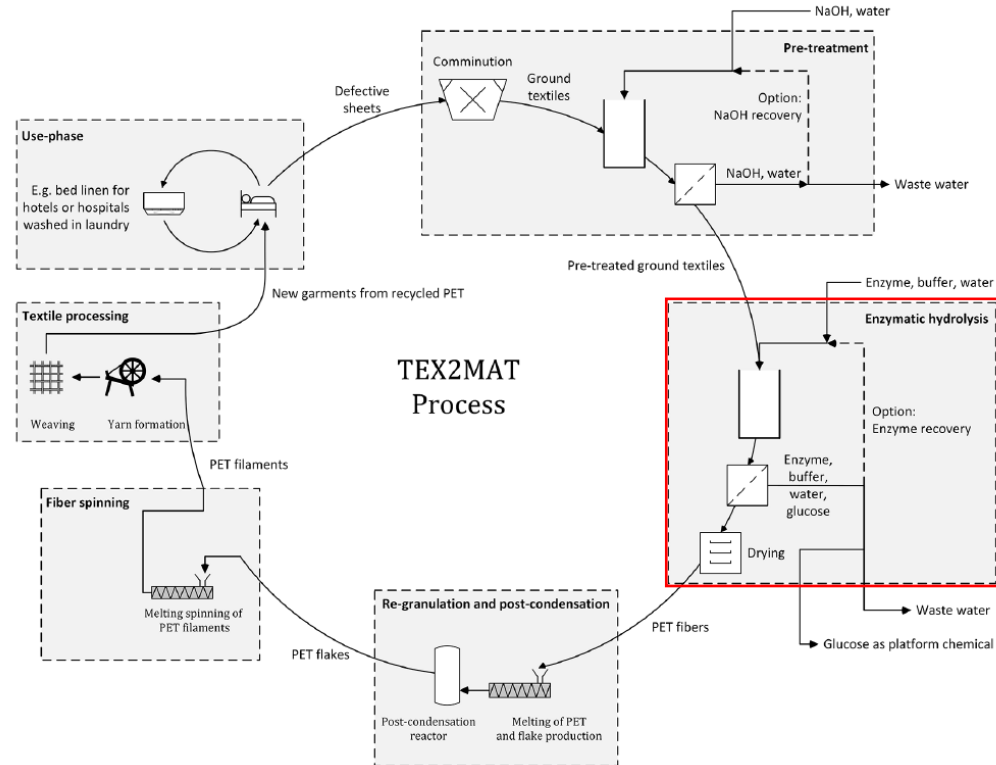 NaOH, water
Pre-treatment
Comminution
Ground
textiles
Defective
sheets
Option:
NaOH recovery
NaOH, water
Waste water
Use-phase
E.g. bed linen for
hotels or hospitals
washed in laundry
Pre-treated ground textiles
Enzyme, buffer, water
New garments from recycled PET
Textile processing
Enzymatic hydrolysis
TEX2MAT
Process
Weaving
Yarn formation
Option:
Enzyme recovery
PET filaments
Enzyme,
buffer,
water,
glucose
Fiber spinning
Drying
Melting spinning of
PET filaments
Re-granulation and post-condensation
Waste water
PET fibers
Glucose as platform chemical
PET flakes
Post-condensation
reactor
Melting of PET
and flake production